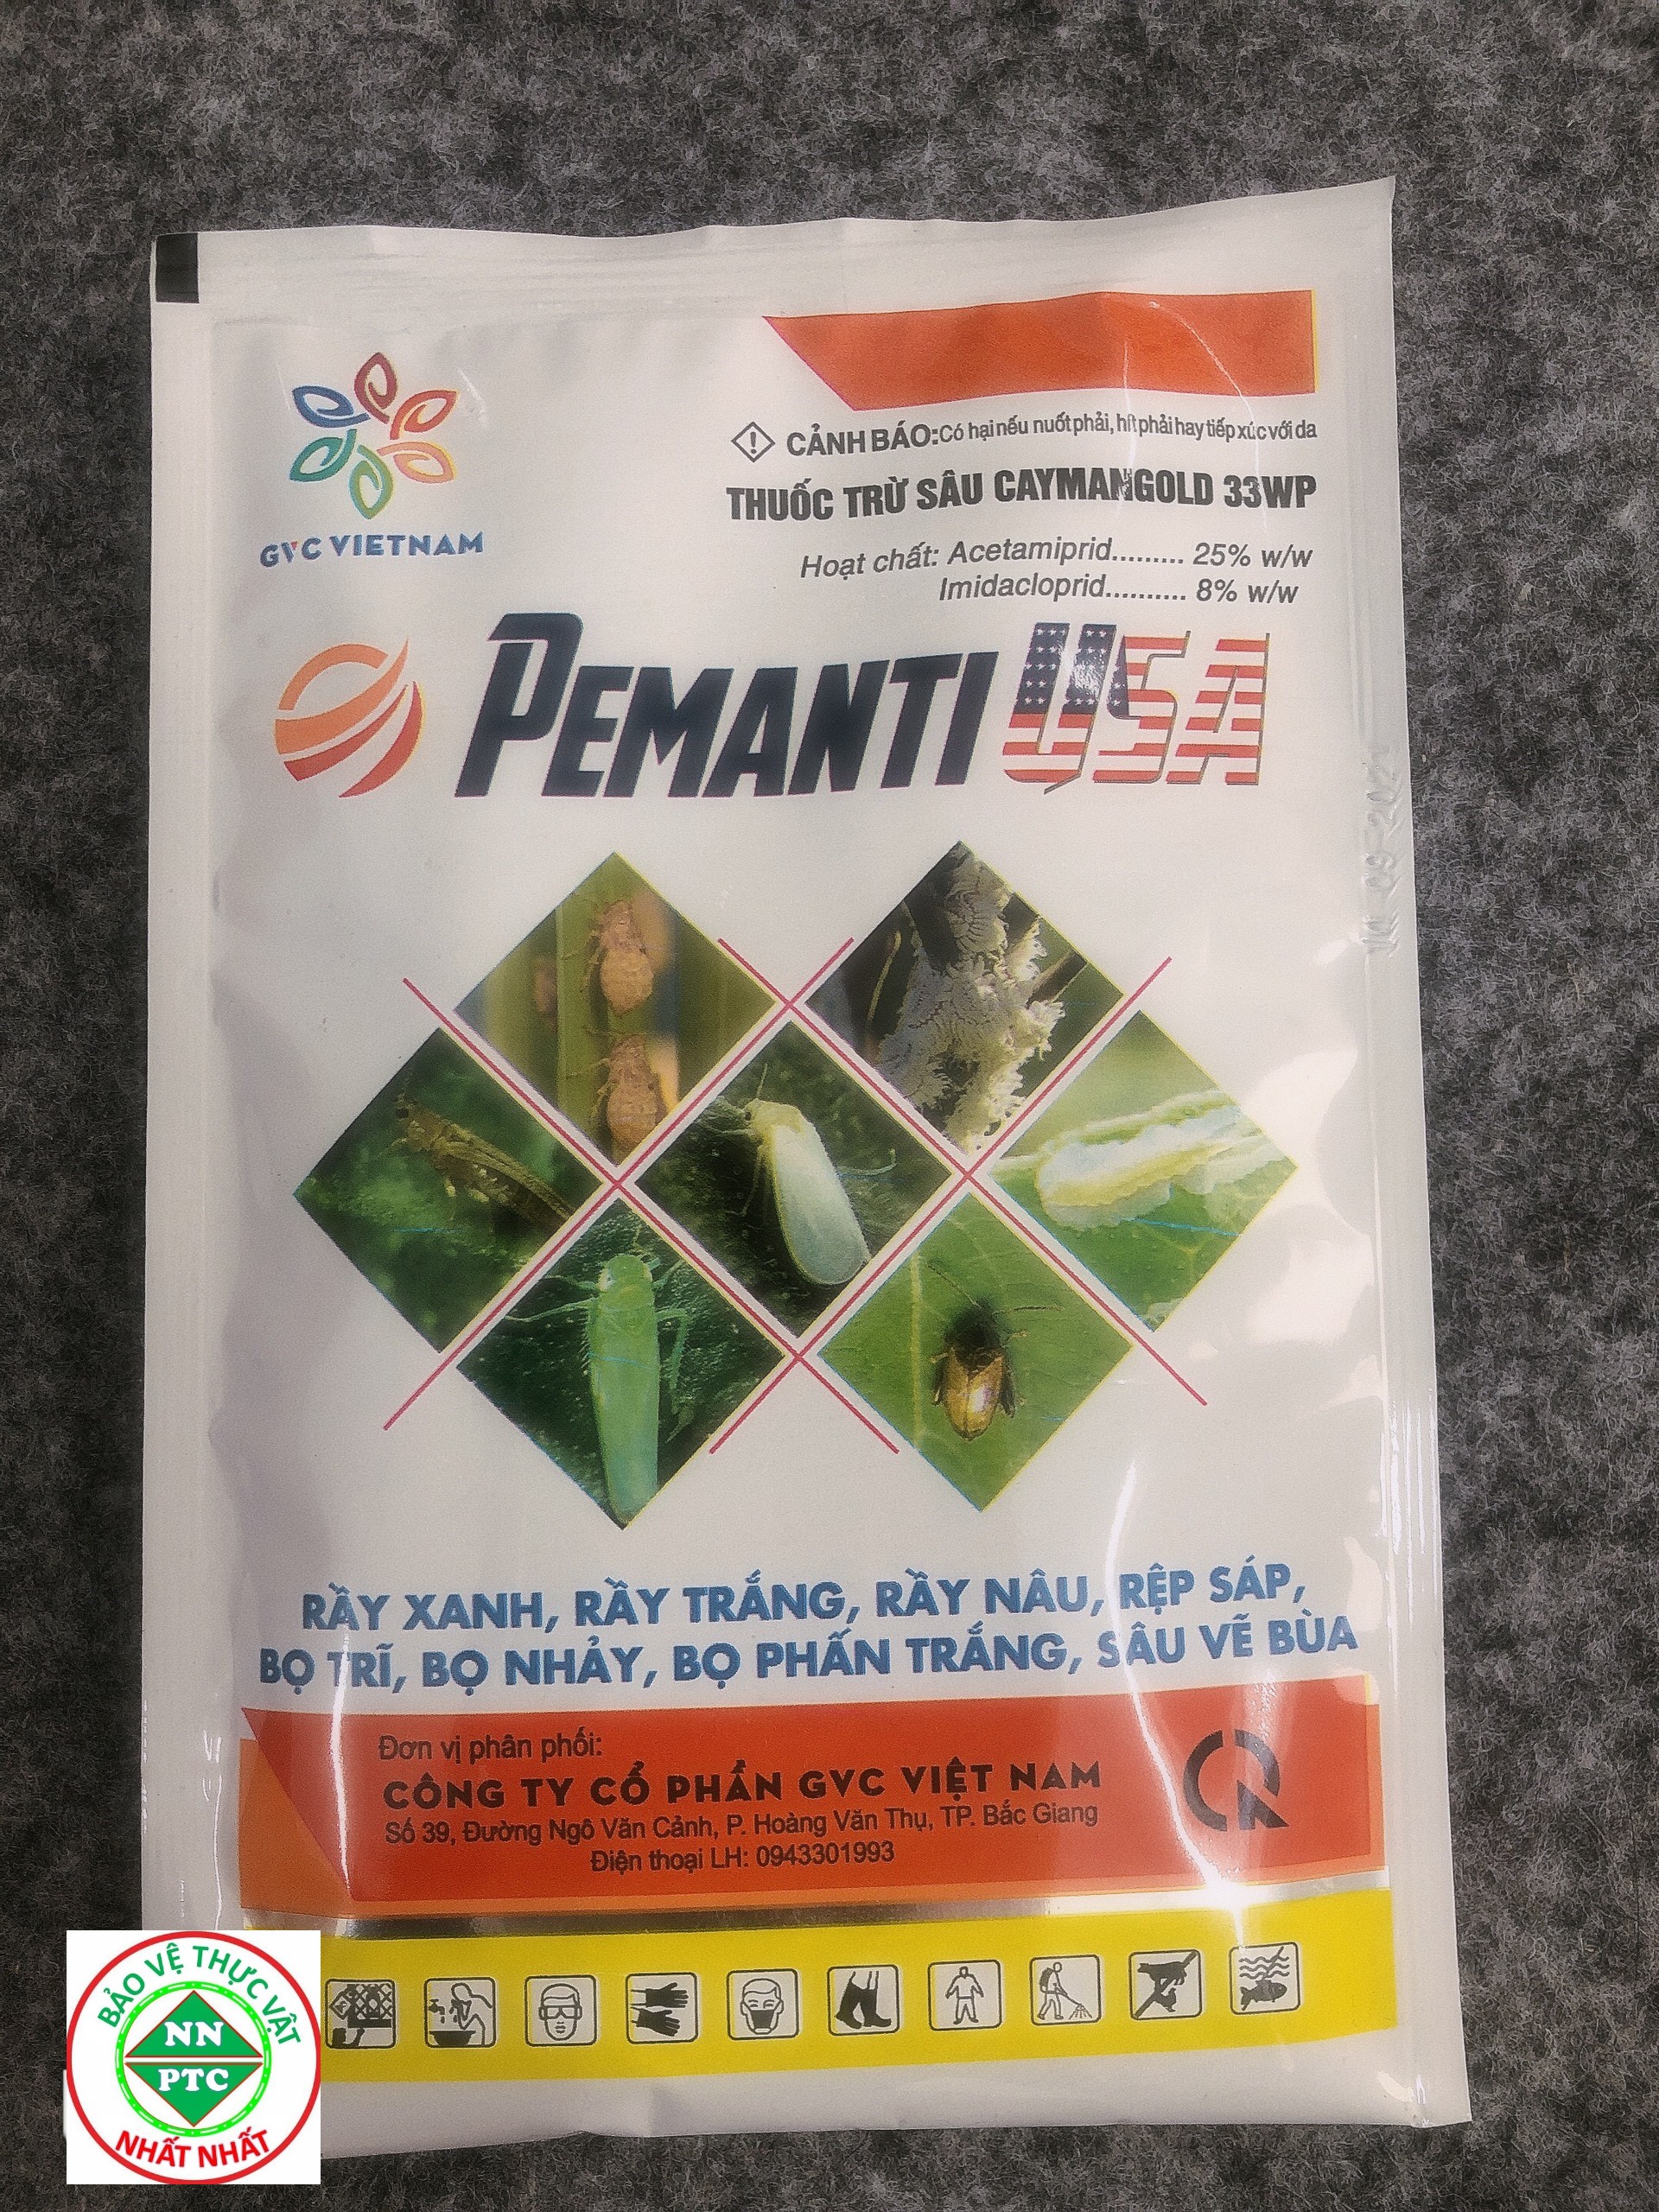 GVC VIETNAM
CẢNH BÁO: Có hại nếu nuốt phải, hít phải hay tiếp xúc với da
THUỐC TRỪ SÂU CAYMANGOLD 33WP
Hoạt chất: Acetamiprid......... 25% w/w
Imidacloprid.......... 8% w/w
PEMANTI USA
RẦY XANH, RẦY TRẮNG, RẦY NÂU, RỆP SÁP,
BỌ TRĨ, BỌ NHẢY, BỌ PHẤN TRẮNG, SÂU VẼ BÙA
Đơn vị phân phối:
CÔNG TY CỔ PHẦN GVC VIỆT NAM
Số 39, Đường Ngô Văn Cảnh, P. Hoàng Văn Thụ, TP. Bắc Giang
Điện thoại LH: 0943301993
BẢO VỆ THỰC VẬT
NN
PTC
NHẤT NHẤT